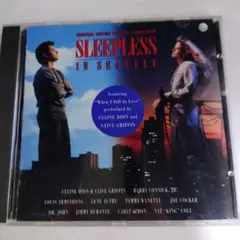 ORIGINAL MOTION PICTURE SOUNDTRACK
SLEEPLESS
IN SEATTLE
Featuring
"When I Fall In Love"
performed by
CELINE DION and
CLIVE GRIFFIN
CELINE DION & CLIVE GRIFFIN HARRY CONNICK, JR.
LOUIS ARMSTRONG GENE AUTRY TAMMY WYNETTE JOE COCKER
DR. JOHN JIMMY DURANTE CARLY SIMON NAT "KING" COLE